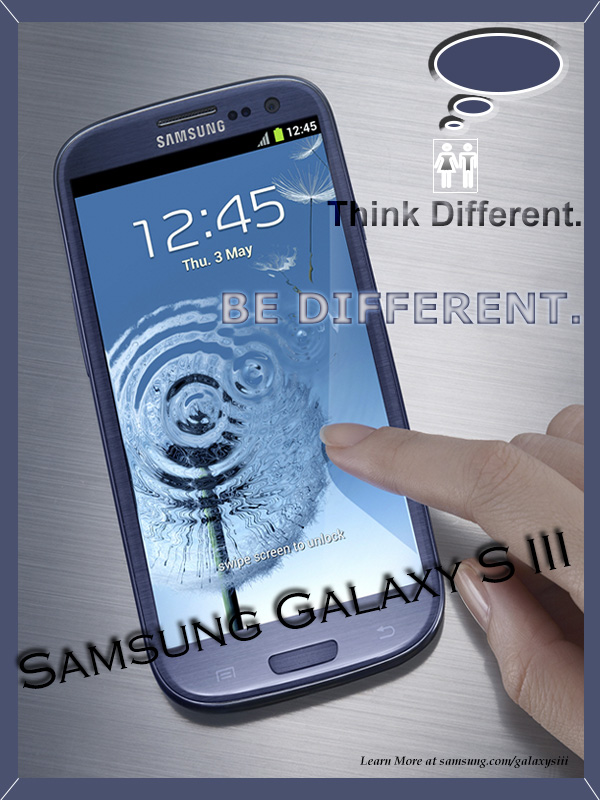 SAMSUNG
12:45
12:45
Thu. 3 May
Think Different.
BE DIFFERENT.
swipe screen to unlock
SAMSUNG GALAXY S III
Learn More at samsung.com/galaxysiii